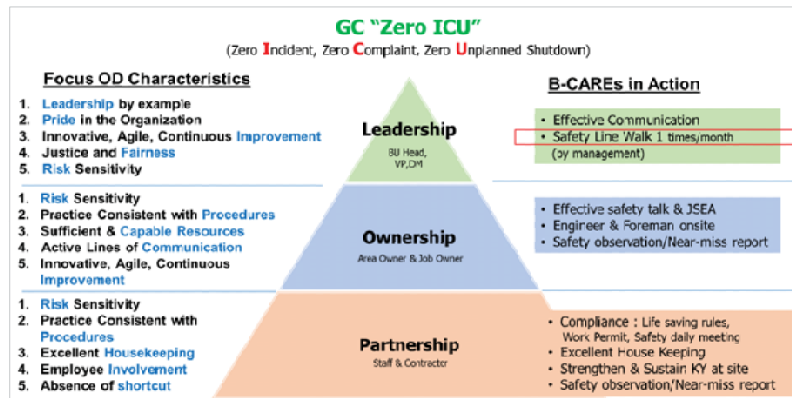 GC “Zero ICU”
(Zero Incident, Zero Complaint, Zero Unplanned Shutdown)
Focus OD Characteristics
1. Leadership by example
2. Pride in the Organization
3. Innovative, Agile, Continuous Improvement
4. Justice and Fairness
5. Risk Sensitivity
Leadership
BU Head,
VP,DM
B-CAREs in Action
• Effective Communication
• Safety Line Walk 1 times/month
(by management)
1. Risk Sensitivity
2. Practice Consistent with Procedures
3. Sufficient & Capable Resources
4. Active Lines of Communication
5. Innovative, Agile, Continuous
Improvement
Ownership
Area Owner & Job Owner
• Effective safety talk & JSEA
• Engineer & Foreman onsite
• Safety observation/Near-miss report
1. Risk Sensitivity
2. Practice Consistent with
Procedures
3. Excellent Housekeeping
4. Employee Involvement
5. Absence of shortcut
Partnership
Staff & Contractor
• Compliance : Life saving rules,
Work Permit, Safety daily meeting
• Excellent House Keeping
• Strengthen & Sustain KY at site
• Safety observation/Near-miss report